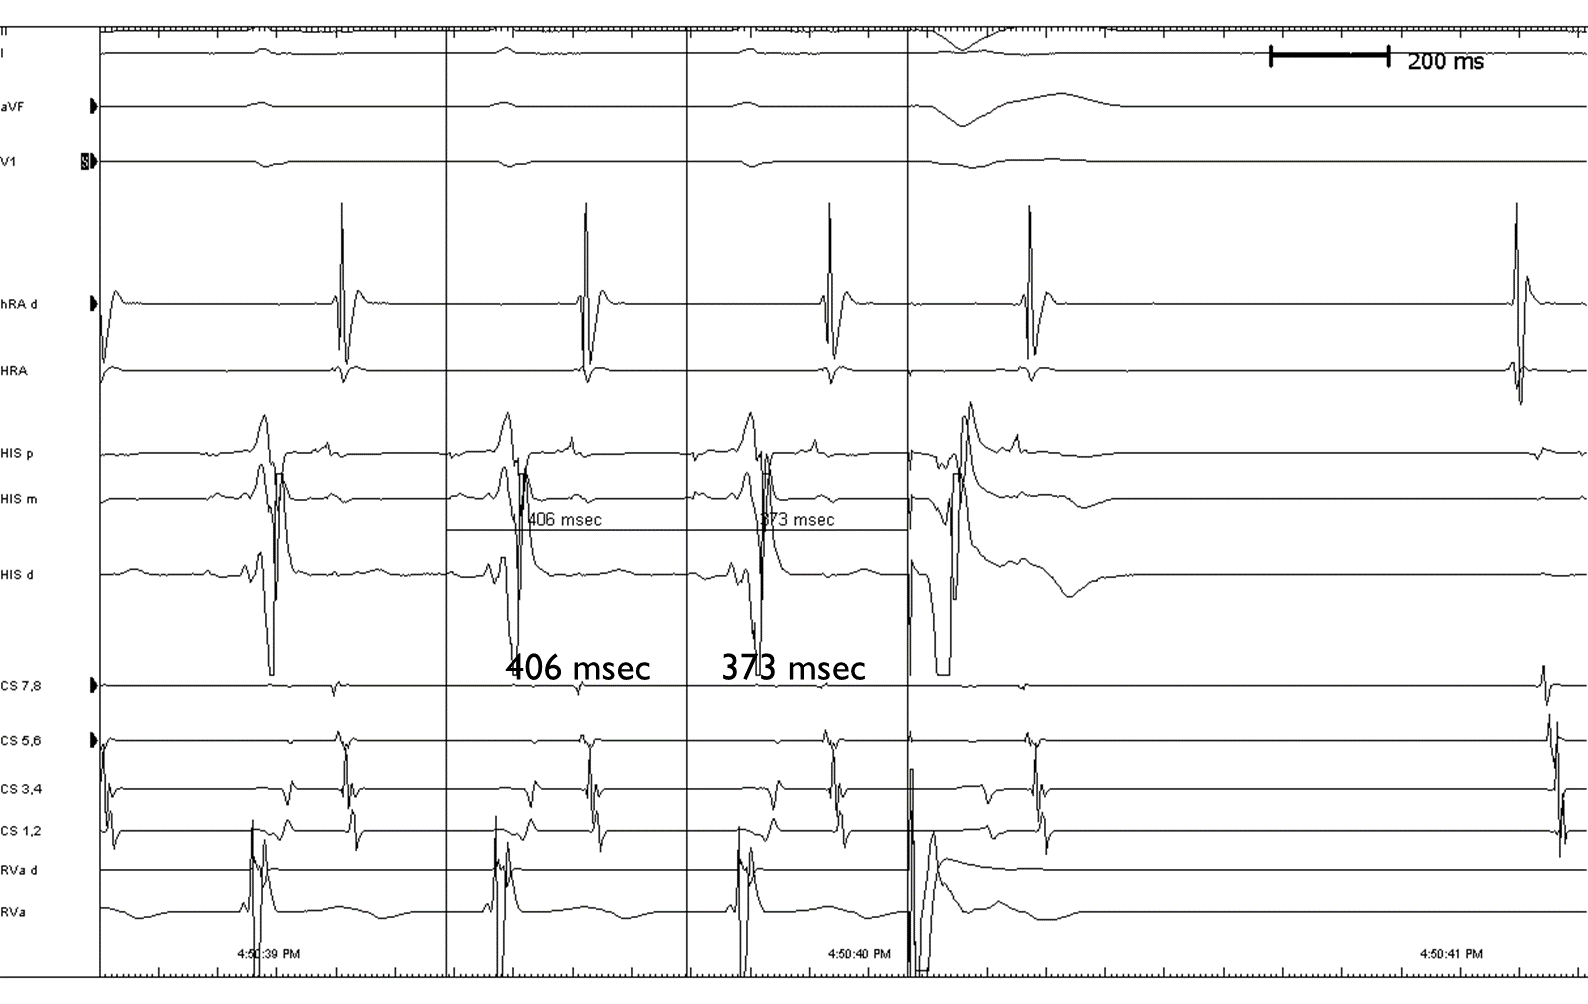 II
I
200 ms
aVF
V1
S
hRA d
HRA
HIS p
HIS m
406 msec 373 msec
HIS d
406 msec 373 msec
CS 7,8
CS 5,6
CS 3,4
CS 1,2
RVa d
RVa
4:50:39 PM 4:50:40 PM 4:50:41 PM